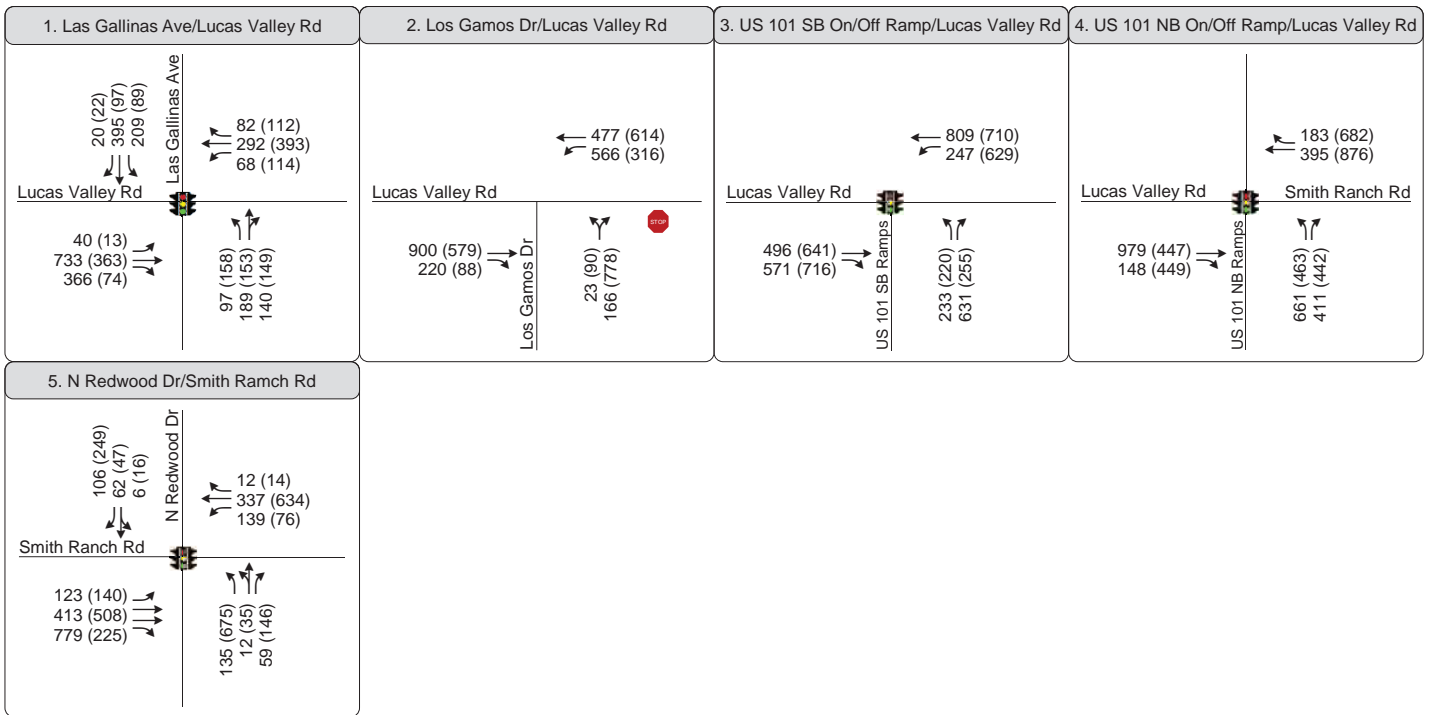 1. Las Gallinas Ave/Lucas Valley Rd
20 (22)
395 (97)
209 (89)
Las Gallinas Ave
82 (112)
292 (393)
68 (114)
Lucas Valley Rd
40 (13)
733 (363)
366 (74)
97 (158)
189 (153)
140 (149)
2. Los Gamos Dr/Lucas Valley Rd
477 (614)
566 (316)
Lucas Valley Rd
STOP
900 (579)
220 (88)
Los Gamos Dr
23 (90)
166 (778)
3. US 101 SB On/Off Ramp/Lucas Valley Rd
809 (710)
247 (629)
Lucas Valley Rd
496 (641)
571 (716)
US 101 SB Ramps
233 (220)
631 (255)
4. US 101 NB On/Off Ramp/Lucas Valley Rd
183 (682)
395 (876)
Lucas Valley Rd
Smith Ranch Rd
979 (447)
148 (449)
US 101 NB Ramps
661 (463)
411 (442)
5. N Redwood Dr/Smith Ramch Rd
106 (249)
62 (47)
6 (16)
N Redwood Dr
12 (14)
337 (634)
139 (76)
Smith Ranch Rd
123 (140)
413 (508)
779 (225)
135 (675)
12 (35)
59 (146)